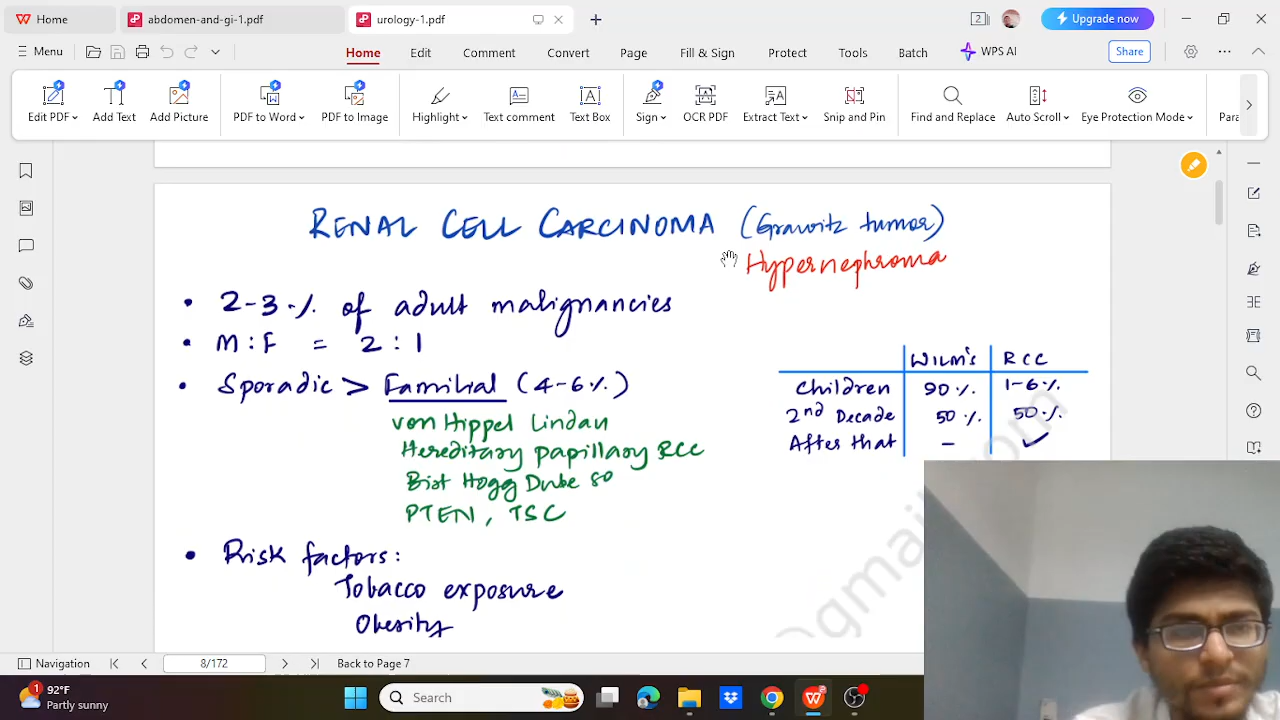 Home
abdomen-and-gi-1.pdf
urology-1.pdf
2
Upgrade now
Menu
Home
Edit
Comment
Convert
Page
Fill & Sign
Protect
Tools
Batch
WPS AI
Share
Edit PDF
Add Text
Add Picture
PDF to Word
PDF to Image
Highlight
Text comment
Text Box
Sign
OCR PDF
Extract Text
Snip and Pin
Find and Replace
Auto Scroll
Eye Protection Mode
Para
RENAL CELL CARCINOMA (Grawitz tumor)
Hypernephroma
• 2-3% of adult malignancies
• M:F = 2:1
• Sporadic > Familial (4-6%)
von Hippel Lindau
Hereditary papillary RCC
Birt Hogg Dube so
PTEN, TSC
• Risk factors:
Tobacco exposure
Obesity
WILM'S RCC
Children 90% 1-6%
2nd Decade 50% 50%
After that - ✓
@gmail.com
Navigation
8/172
Back to Page 7
1
92°F
Partly sunny
Search